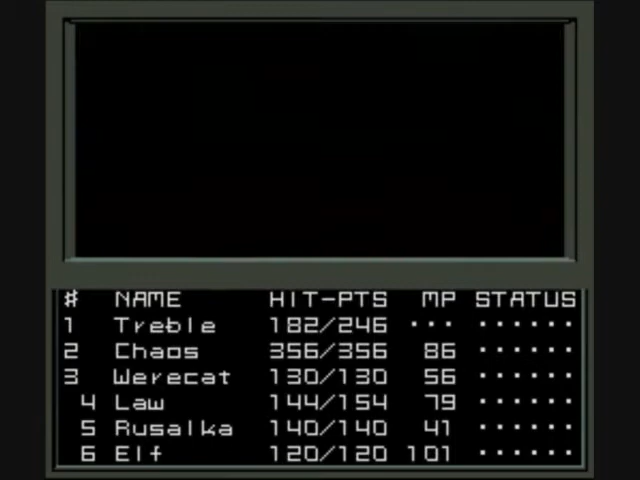 # NAME HIT-PTS MP STATUS
1 Treble 182/246 ··· ······
2 Chaos 356/356 86 ······
3 Werecat 130/130 56 ······
4 Law 144/154 79 ······
5 Rusalka 140/140 41 ······
6 Elf 120/120 101 ······